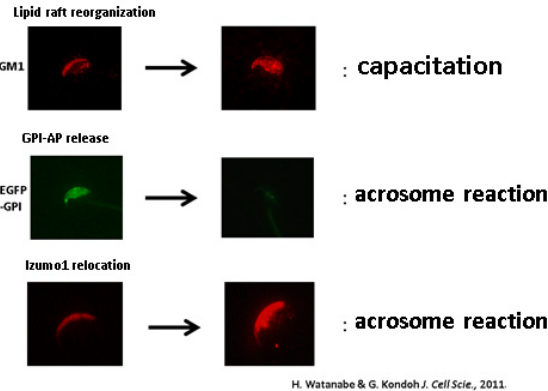 Lipid raft reorganization
GM1
: capacitation
GPI-AP release
EGFP
-GPI
: acrosome reaction
Izumo1 relocation
: acrosome reaction
H. Watanabe & G. Kondoh J. Cell Scie., 2011.